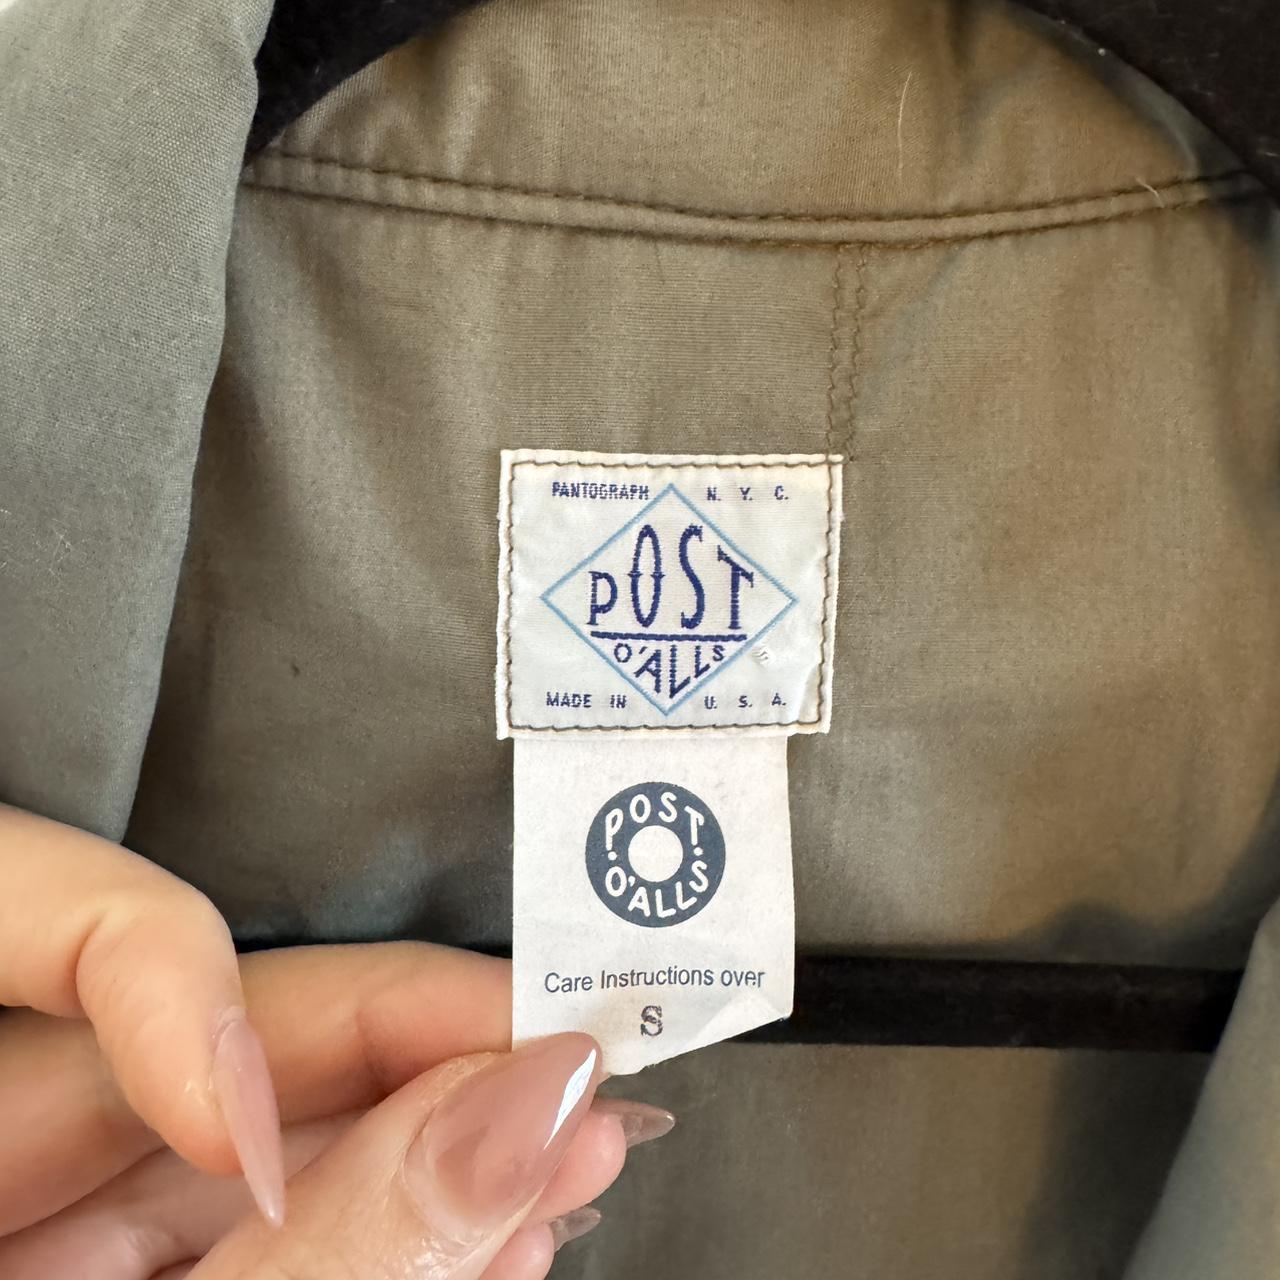 PANTOGRAPH N. Y. C.
POST
O'ALLS
MADE IN U. S. A.
POST
O'ALLS
Care Instructions over
S